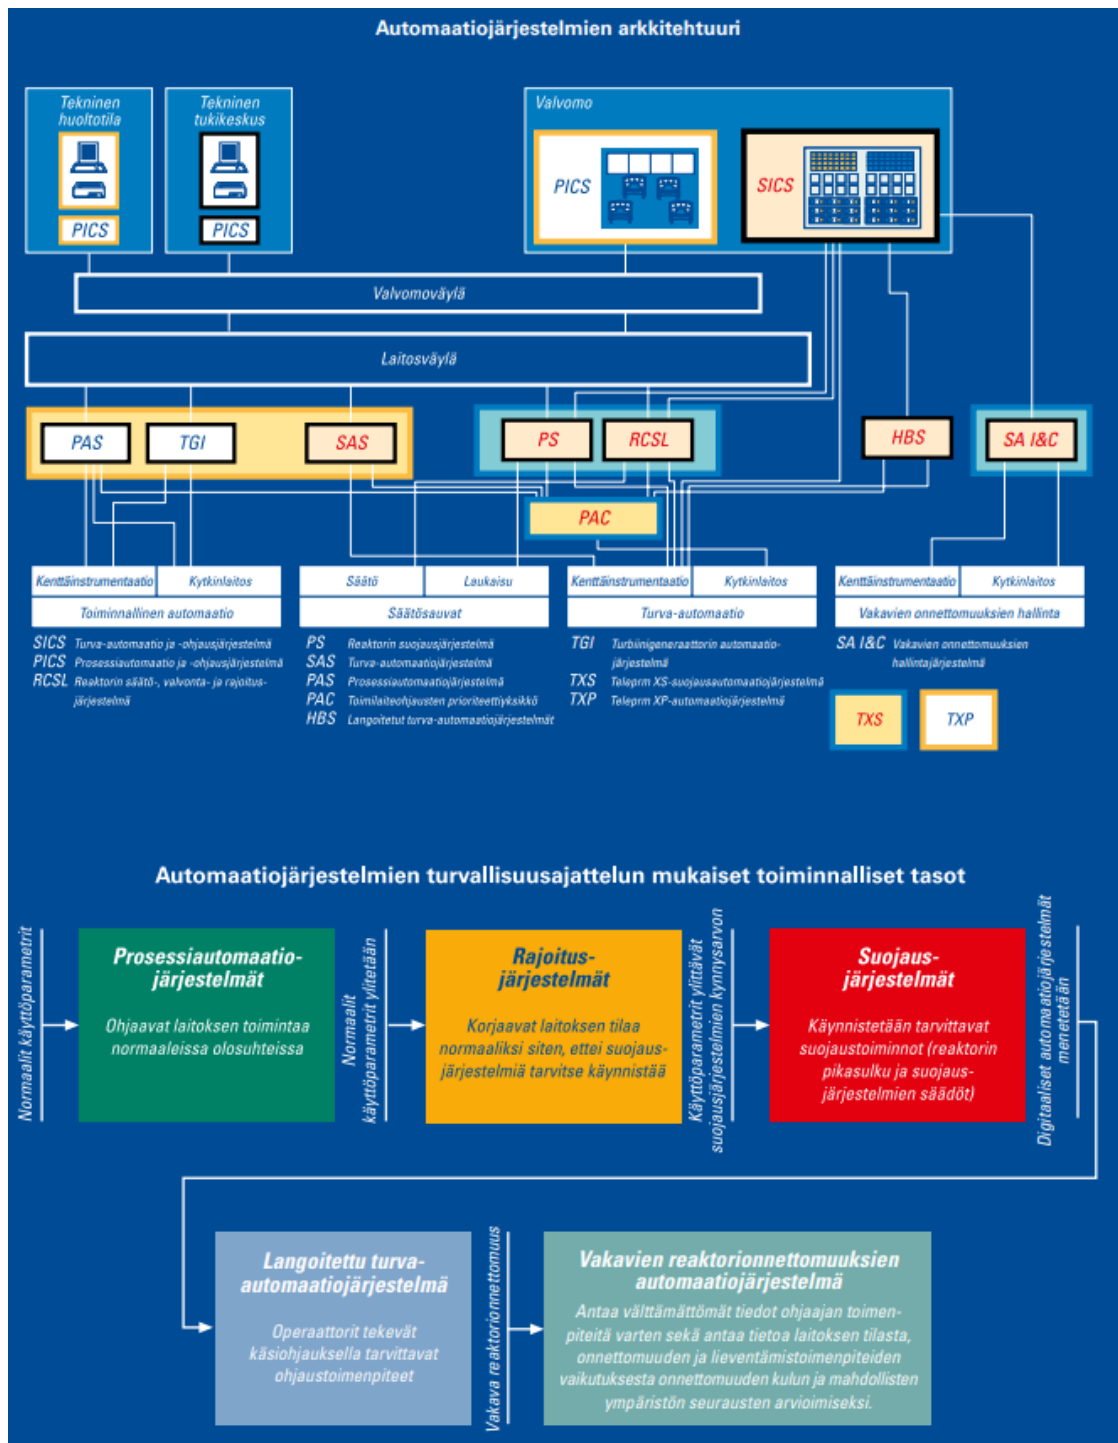 Automaatiojärjestelmien arkkitehtuuri
Tekninen
huoltotila
PICS
Tekninen
tukikeskus
PICS
Valvomo
PICS
SICS
Valvomoväylä
Laitosväylä
PAS
TGI
SAS
PS
RCSL
HBS
SA I&C
PAC
Kenttäinstrumentaatio
Kytkinlaitos
Toiminnallinen automaatio
Säätö
Laukaisu
Säätösauvat
Kenttäinstrumentaatio
Kytkinlaitos
Turva-automaatio
Kenttäinstrumentaatio
Kytkinlaitos
Vakavien onnettomuuksien hallinta
SICS Turva-automaatio ja -ohjausjärjestelmä
PICS Prosessiautomaatio ja -ohjausjärjestelmä
RCSL Reaktorin säätö-, valvonta- ja rajoitus-
järjestelmä
PS Reaktorin suojausjärjestelmä
SAS Turva-automaatiojärjestelmä
PAS Prosessiautomaatiojärjestelmä
PAC Toimilaiteohjausten prioriteettiyksikkö
HBS Langoitetut turva-automaatiojärjestelmät
TGI Turbiinigeneraattorin automaatio-
järjestelmä
TXS Teleprm XS-suojausautomaatiojärjestelmä
TXP Teleprm XP-automaatiojärjestelmä
SA I&C Vakavien onnettomuuksien
hallintajärjestelmä
TXS
TXP
Automaatiojärjestelmien turvallisuusajattelun mukaiset toiminnalliset tasot
Normaalit käyttöparametrit
Prosessiautomaatio-
järjestelmät
Ohjaavat laitoksen toimintaa
normaaleissa olosuhteissa
Normaalit
käyttöparametrit ylitetään
Rajoitus-
järjestelmät
Korjaavat laitoksen tilaa
normaaliksi siten, ettei suojaus-
järjestelmiä tarvitse käynnistää
Käyttöparametrit ylittävät
suojausjärjestelmien kynnysarvon
Suojaus-
järjestelmät
Käynnistetään tarvittavat
suojaustoiminnot (reaktorin
pikasulku ja suojaus-
järjestelmien säädöt)
Digitaaliset automaatiojärjestelmät
menetetään
Langoitettu turva-
automaatiojärjestelmä
Operaattorit tekevät
käsiohjauksella tarvittavat
ohjaustoimenpiteet
Vakava reaktorionnettomuus
Vakavien reaktorionnettomuuksien
automaatiojärjestelmä
Antaa välttämättömät tiedot ohjaajan toimen-
piteitä varten sekä antaa tietoa laitoksen tilasta,
onnettomuuden ja lieventämistoimenpiteiden
vaikutuksesta onnettomuuden kulun ja mahdollisten
ympäristön seurausten arvioimiseksi.